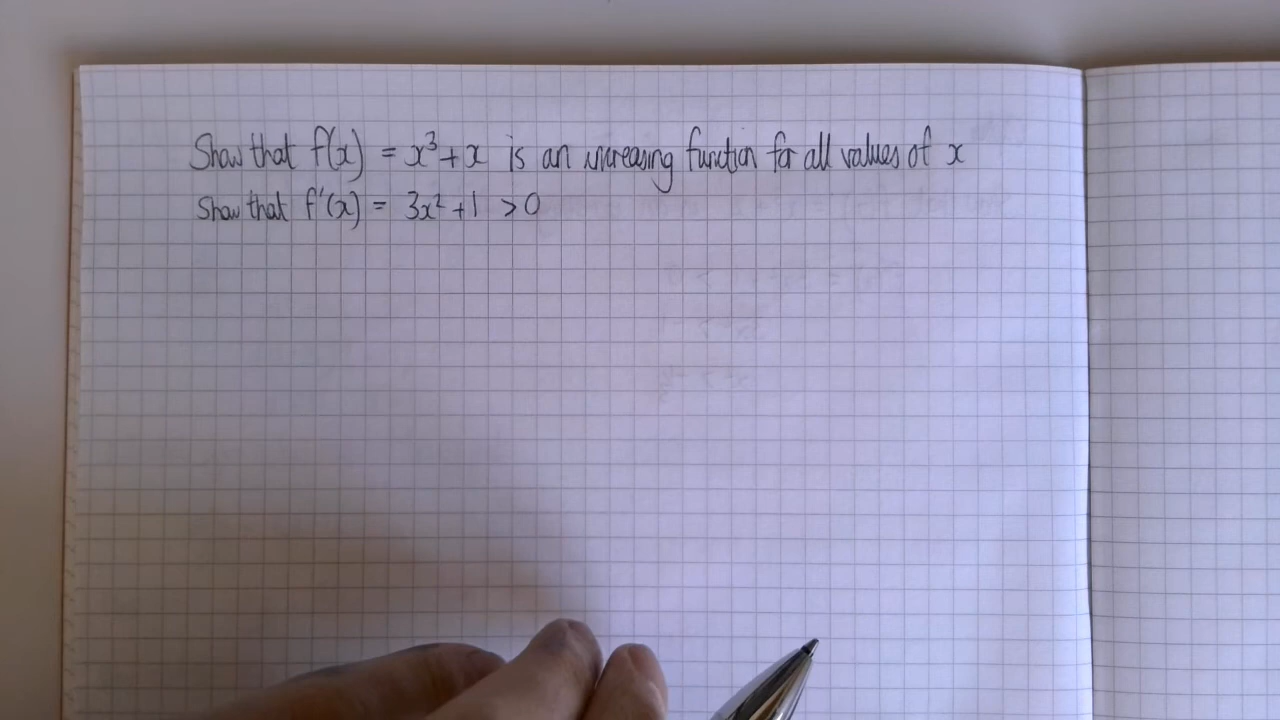 Show that f(x) = x³ + x is an increasing function for all values of x
Show that f'(x) = 3x² + 1 > 0